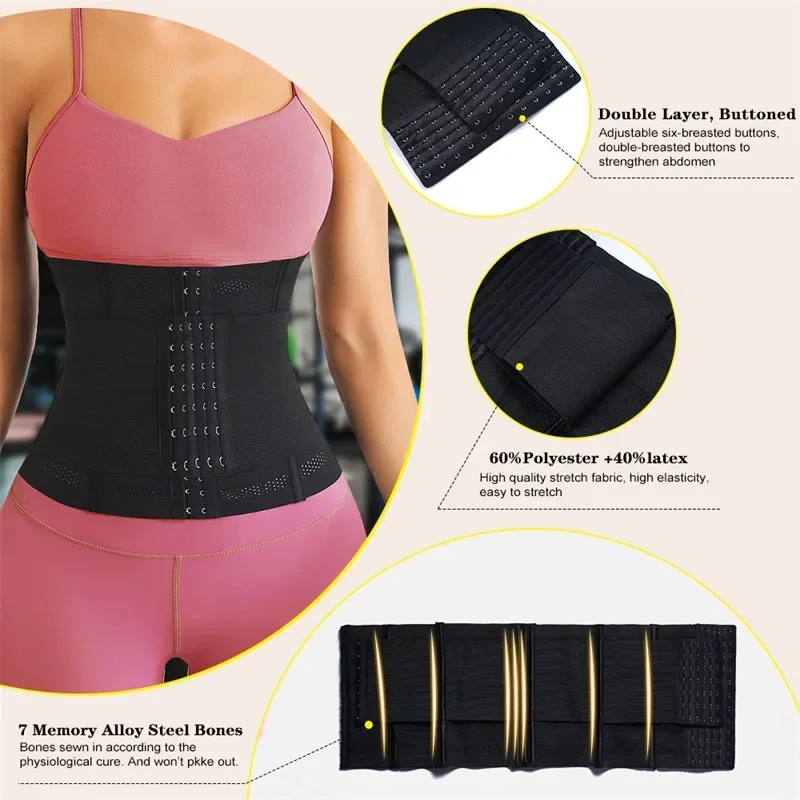 Double Layer, Buttoned
Adjustable six-breasted buttons,
double-breasted buttons to
strengthen abdomen
60%Polyester +40%latex
High quality stretch fabric, high elasticity,
easy to stretch
7 Memory Alloy Steel Bones
Bones sewn in according to the
physiological cure. And won't pkke out.